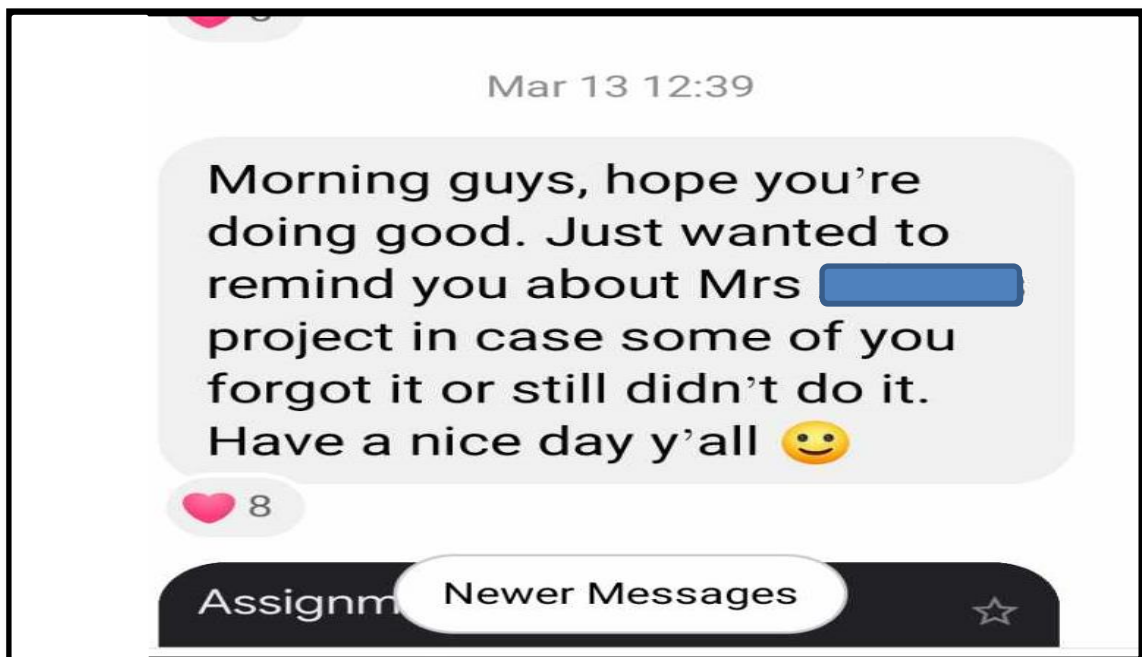 Mar 13 12:39
Morning guys, hope you’re
doing good. Just wanted to
remind you about Mrs
project in case some of you
forgot it or still didn’t do it.
Have a nice day y’all 🙂
8
Newer Messages